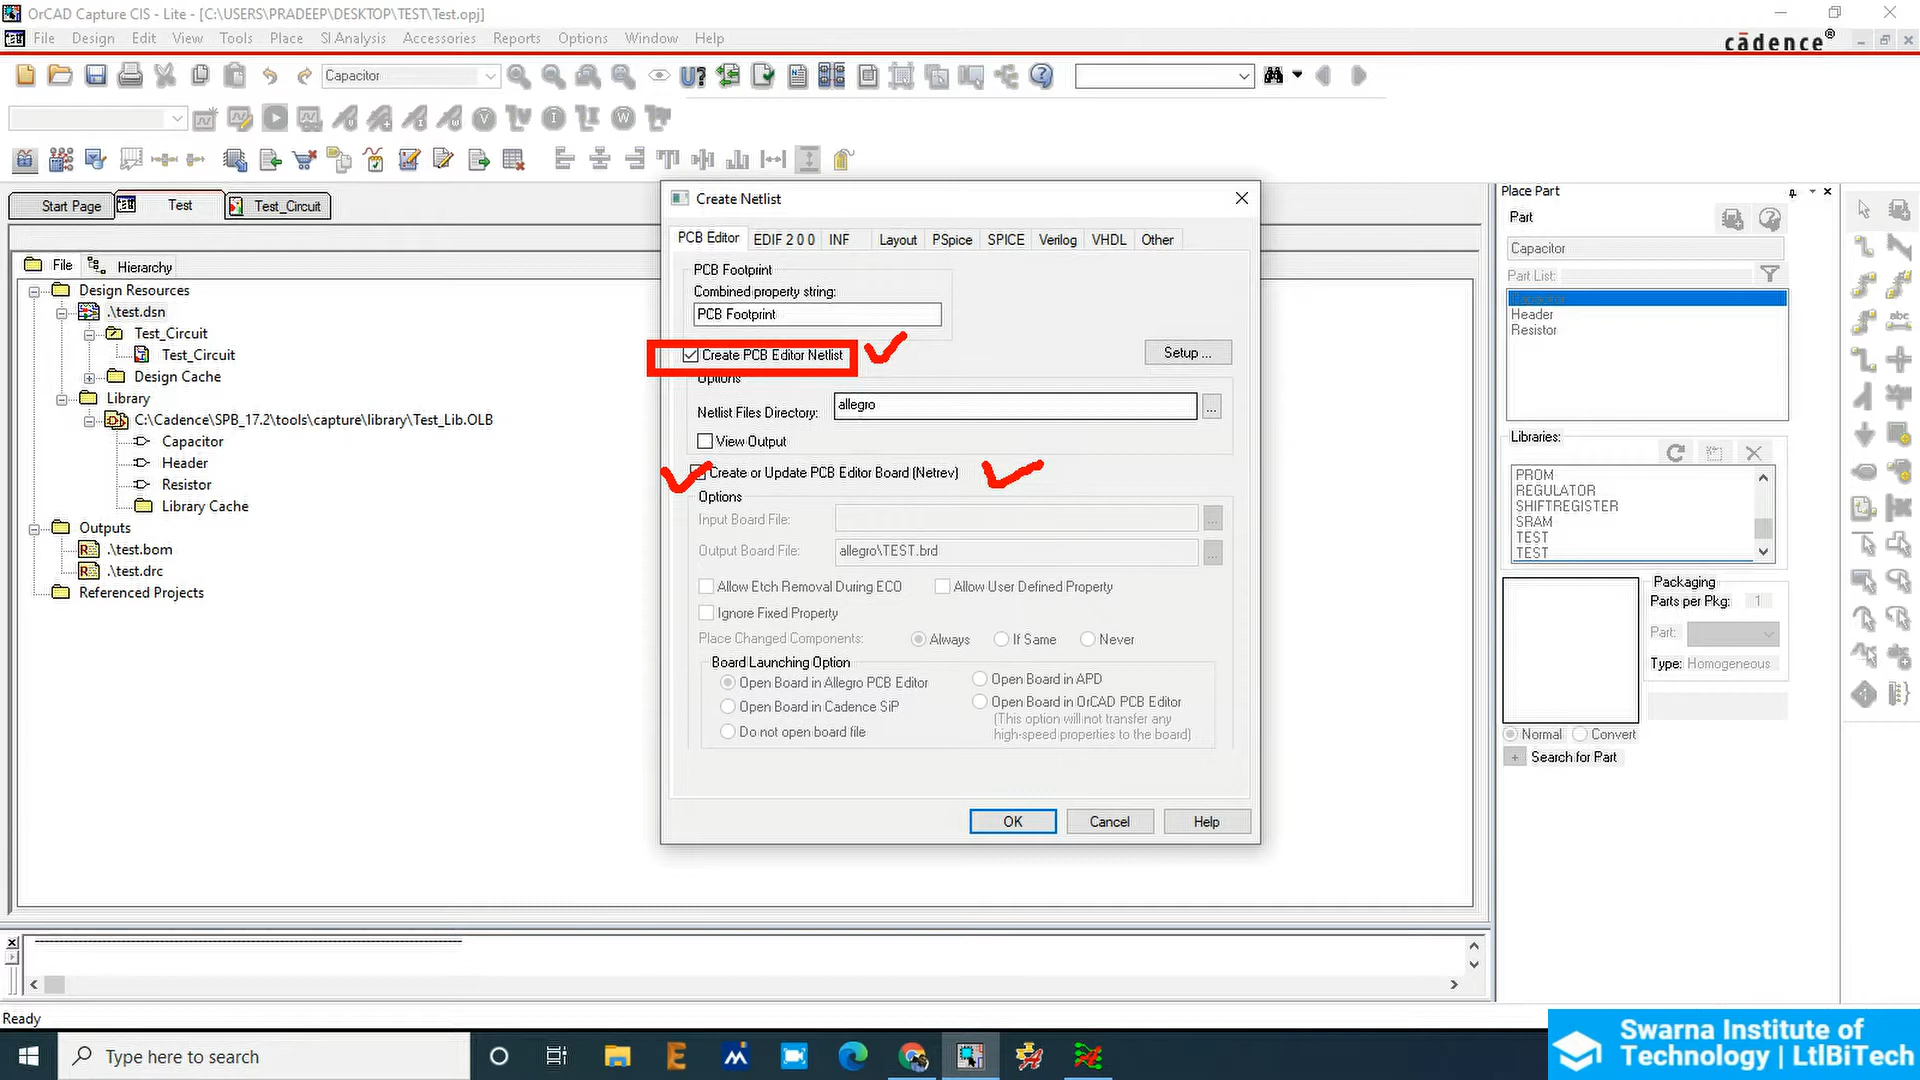 OrCAD Capture CIS - Lite - [C:\USERS\PRADEEP\DESKTOP\TEST\Test.opj]
File Design Edit View Tools Place SI Analysis Accessories Reports Options Window Help
cādence®
Capacitor
U?
V I W
Start Page Test Test_Circuit
File Hierarchy
Design Resources
.\test.dsn
Test_Circuit
Test_Circuit
Design Cache
Library
C:\Cadence\SPB_17.2\tools\capture\library\Test_Lib.OLB
Capacitor
Header
Resistor
Library Cache
Outputs
.\test.bom
.\test.drc
Referenced Projects
Create Netlist
PCB Editor EDIF 2 0 0 INF Layout PSpice SPICE Verilog VHDL Other
PCB Footprint
Combined property string:
PCB Footprint
Create PCB Editor Netlist
Setup ...
Options
Netlist Files Directory: allegro ...
View Output
Create or Update PCB Editor Board (Netrev)
Options
Input Board File: ...
Output Board File: allegro\TEST.brd ...
Allow Etch Removal During ECO Allow User Defined Property
Ignore Fixed Property
Place Changed Components: Always If Same Never
Board Launching Option
Open Board in Allegro PCB Editor Open Board in APD
Open Board in Cadence SiP Open Board in OrCAD PCB Editor
(This option will not transfer any
Do not open board file high-speed properties to the board)
OK Cancel Help
Place Part
Part
Capacitor
Part List:
Capacitor
Header
Resistor
Libraries:
PROM
REGULATOR
SHIFTREGISTER
SRAM
TEST
TEST
Packaging
Parts per Pkg: 1
Part:
Type: Homogeneous
Normal Convert
Search for Part
abc
Ready
Type here to search
Swarna Institute of
Technology | LtIBiTech